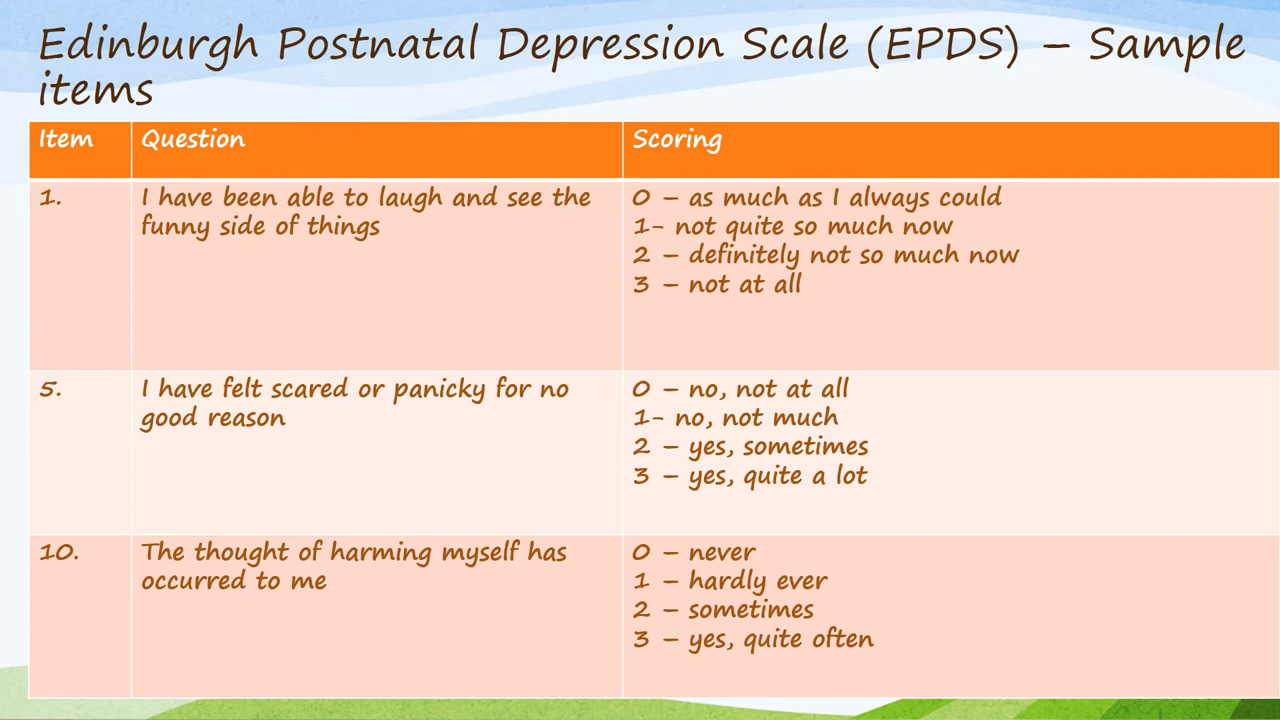 Edinburgh Postnatal Depression Scale (EPDS) – Sample
items
Item
Question
Scoring
1.
I have been able to laugh and see the
funny side of things
0 – as much as I always could
1- not quite so much now
2 – definitely not so much now
3 – not at all
5.
I have felt scared or panicky for no
good reason
0 – no, not at all
1- no, not much
2 – yes, sometimes
3 – yes, quite a lot
10.
The thought of harming myself has
occurred to me
0 – never
1 – hardly ever
2 – sometimes
3 – yes, quite often